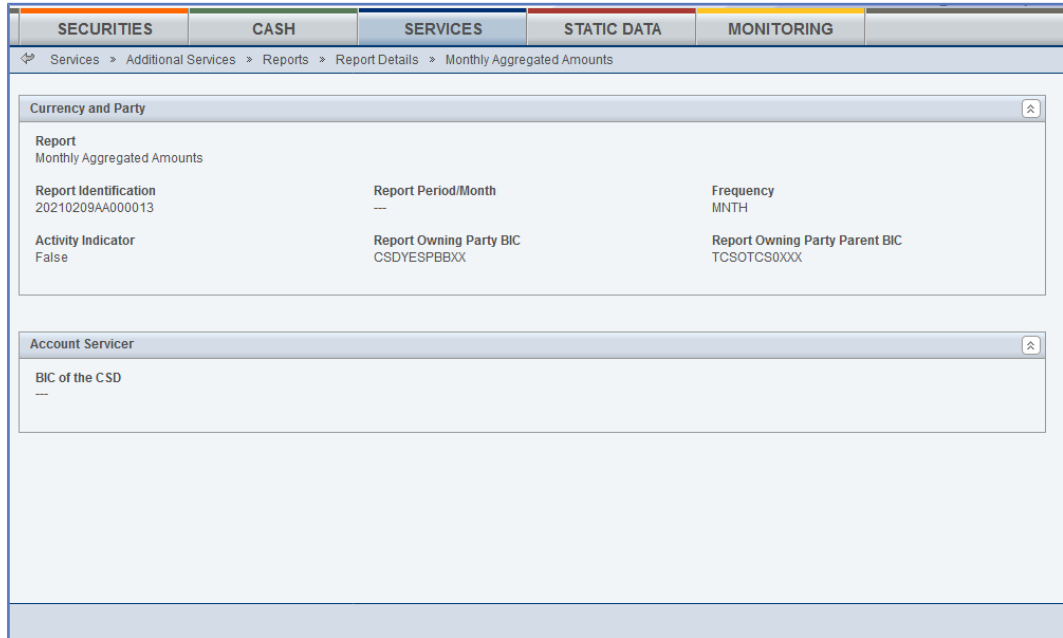 SECURITIES CASH SERVICES STATIC DATA MONITORING
Services » Additional Services » Reports » Report Details » Monthly Aggregated Amounts
Currency and Party
Report
Monthly Aggregated Amounts
Report Identification Report Period/Month Frequency
20210209AA000013 --- MNTH
Activity Indicator Report Owning Party BIC Report Owning Party Parent BIC
False CSDYESPBBXX TCSOTCS0XXX
Account Servicer
BIC of the CSD
---